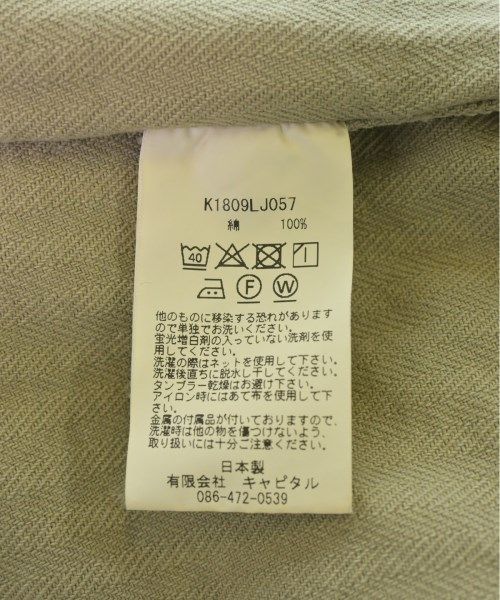 K1809LJ057
綿 100%
40
F W
他のものに移染する恐れがあります
ので単独でお洗いください。
蛍光増白剤の入っていない洗剤を使
用してください。
洗濯の際はネットを使用して下さい。
洗濯後直ちに脱水し干してください。
タンブラー乾燥はお避け下さい。
アイロン時にはあて布を使用して下
さい。
金属の付属品が付いておりますので、
洗濯時は他の物を傷つけないよう、
取り扱いには十分ご注意ください。
日本製
有限会社 キャピタル
086-472-0539